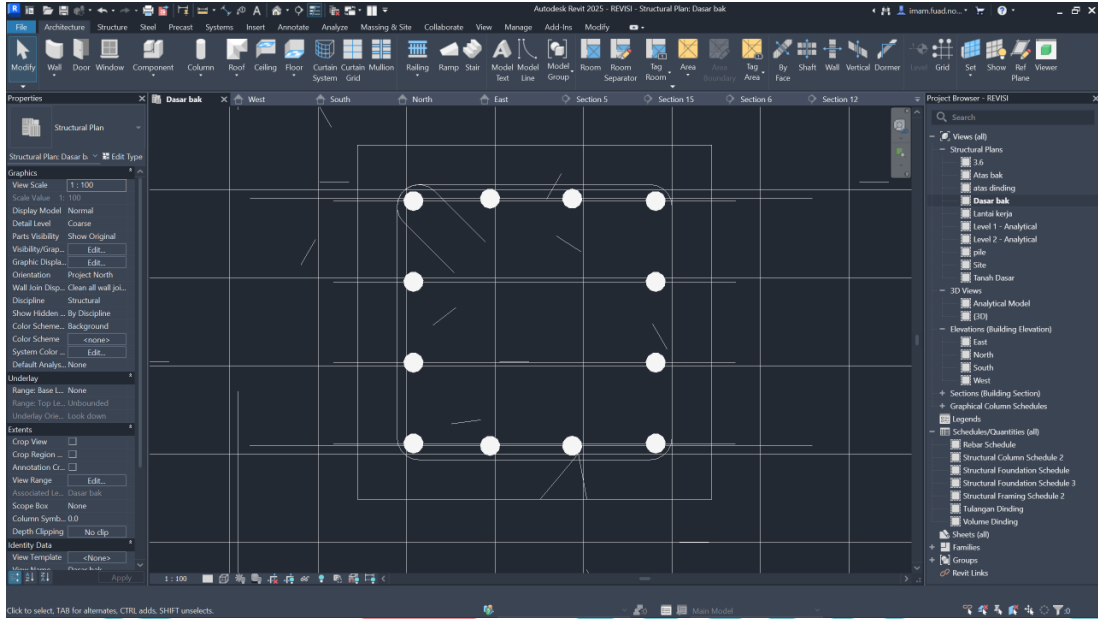 Autodesk Revit 2025 - REVISI - Structural Plan: Dasar bak
imam.fuad.no...
File Architecture Structure Steel Precast Systems Insert Annotate Analyze Massing & Site Collaborate View Manage Add-Ins Modify
Modify Wall Door Window Component Column Roof Ceiling Floor Curtain System Curtain Grid Mullion Railing Ramp Stair Model Text Model Line Model Group Room Room Separator Tag Room Area Area Boundary Tag Area By Face Shaft Wall Vertical Dormer Level Grid Set Show Ref Plane Viewer
Properties
Structural Plan
Structural Plan: Dasar b Edit Type
Graphics
View Scale 1 : 100
Scale Value 1: 100
Display Model Normal
Detail Level Coarse
Parts Visibility Show Original
Visibility/Grap... Edit...
Graphic Displa... Edit...
Orientation Project North
Wall Join Disp... Clean all wall joi...
Discipline Structural
Show Hidden ... By Discipline
Color Scheme... Background
Color Scheme <none>
System Color ... Edit...
Default Analys... None
Underlay
Range: Base L... None
Range: Top Le... Unbounded
Underlay Orie... Look down
Extents
Crop View
Crop Region ...
Annotation Cr...
View Range Edit...
Associated Le... Dasar bak
Scope Box None
Column Symb... 0.0
Depth Clipping No clip
Identity Data
View Template <None>
View Name Dasar bak
Apply
Dasar bak West South North East Section 5 Section 15 Section 6 Section 12
1 : 100
Project Browser - REVISI
Search
Views (all)
Structural Plans
3.6
Atas bak
atas dinding
Dasar bak
Lantai kerja
Level 1 - Analytical
Level 2 - Analytical
pile
Site
Tanah Dasar
3D Views
Analytical Model
{3D}
Elevations (Building Elevation)
East
North
South
West
Sections (Building Section)
Graphical Column Schedules
Legends
Schedules/Quantities (all)
Rebar Schedule
Structural Column Schedule 2
Structural Foundation Schedule
Structural Foundation Schedule 3
Structural Framing Schedule 2
Tulangan Dinding
Volume Dinding
Sheets (all)
Families
Groups
Revit Links
Click to select, TAB for alternates, CTRL adds, SHIFT unselects.
:0
Main Model
:0